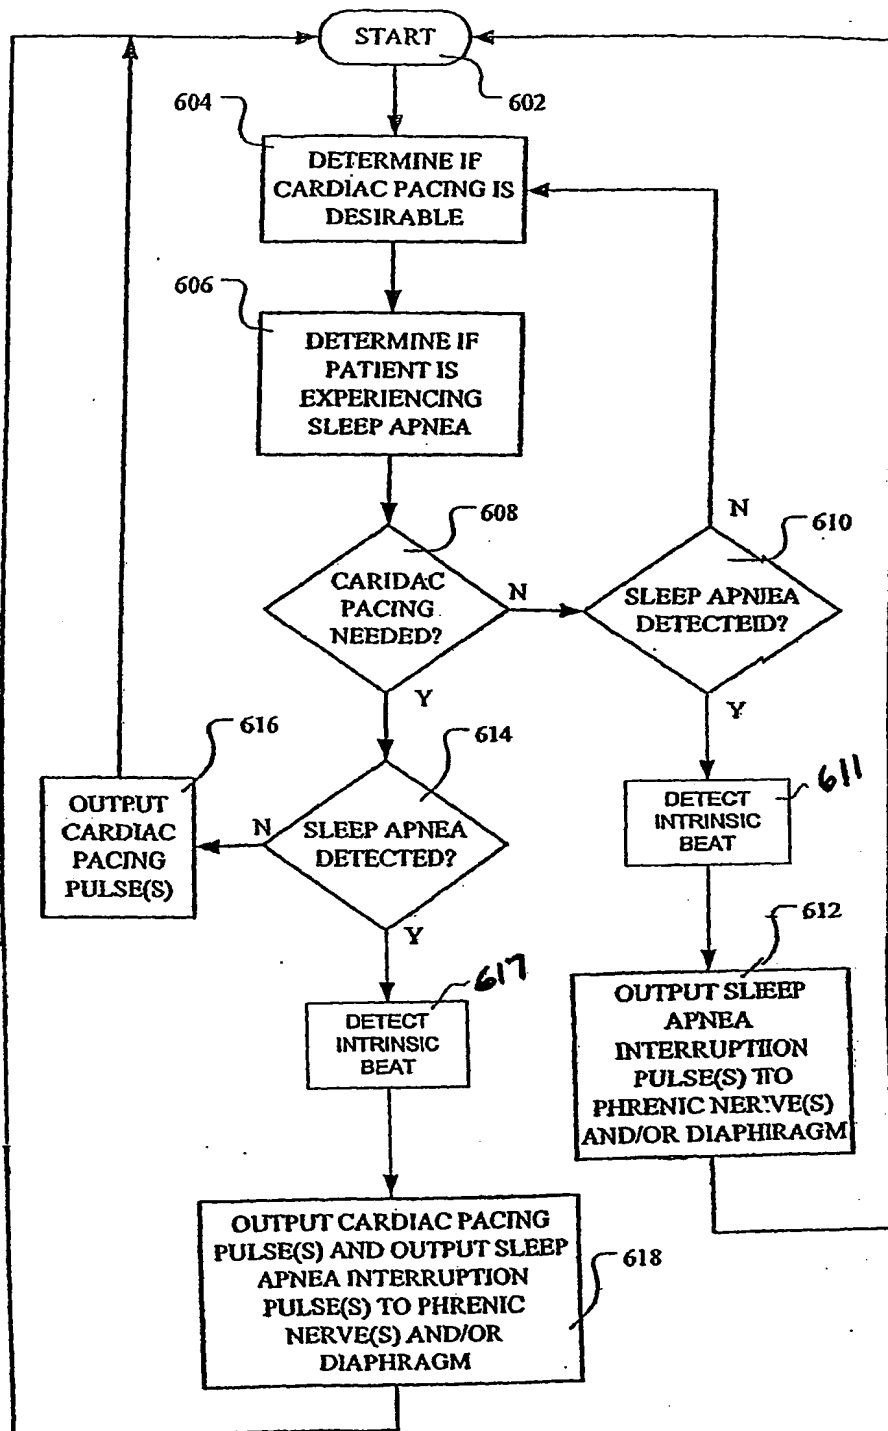 START
602
604
DETERMINE IF
CARDIAC PACING IS
DESIRABLE
606
DETERMINE IF
PATIENT IS
EXPERIENCING
SLEEP APNEA
608
CARIDAC
PACING
NEEDED?
N
Y
610
SLEEP APNIEA
DETECTEID?
N
Y
616
OUTPUT
CARDIAC
PACING
PULSE(S)
614
SLEEP APNEA
DETECTED?
N
Y
611
DETECT
INTRINSIC
BEAT
612
OUTPUT SLIEEP
APNEA
INTERRUPTIION
PULSE(S) TIO
PHRENIC NER'VE(S)
AND/OR DIAPHIRAGM
617
DETECT
INTRINSIC
BEAT
618
OUTPUT CARDIAC PACING
PULSE(S) AND OUTPUT SLEEP
APNEA INTERRUPTION
PULSE(S) TO PHRENIC
NERVE(S) AND/OR
DIAPHRAGM